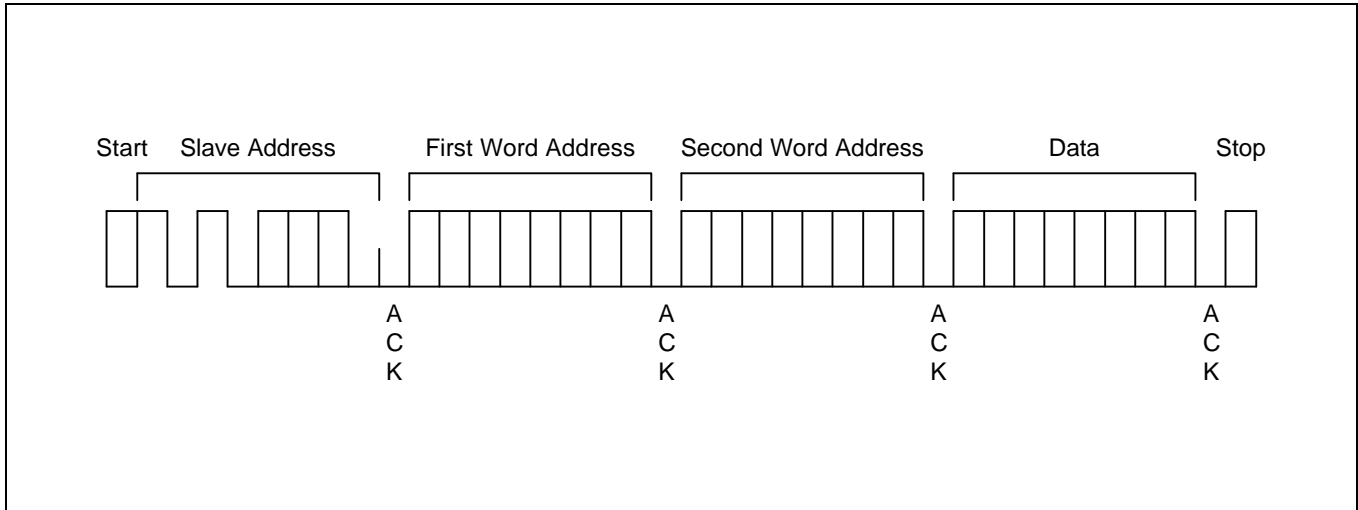 Start Slave Address First Word Address Second Word Address Data Stop
A A A A
C C C C
K K K K